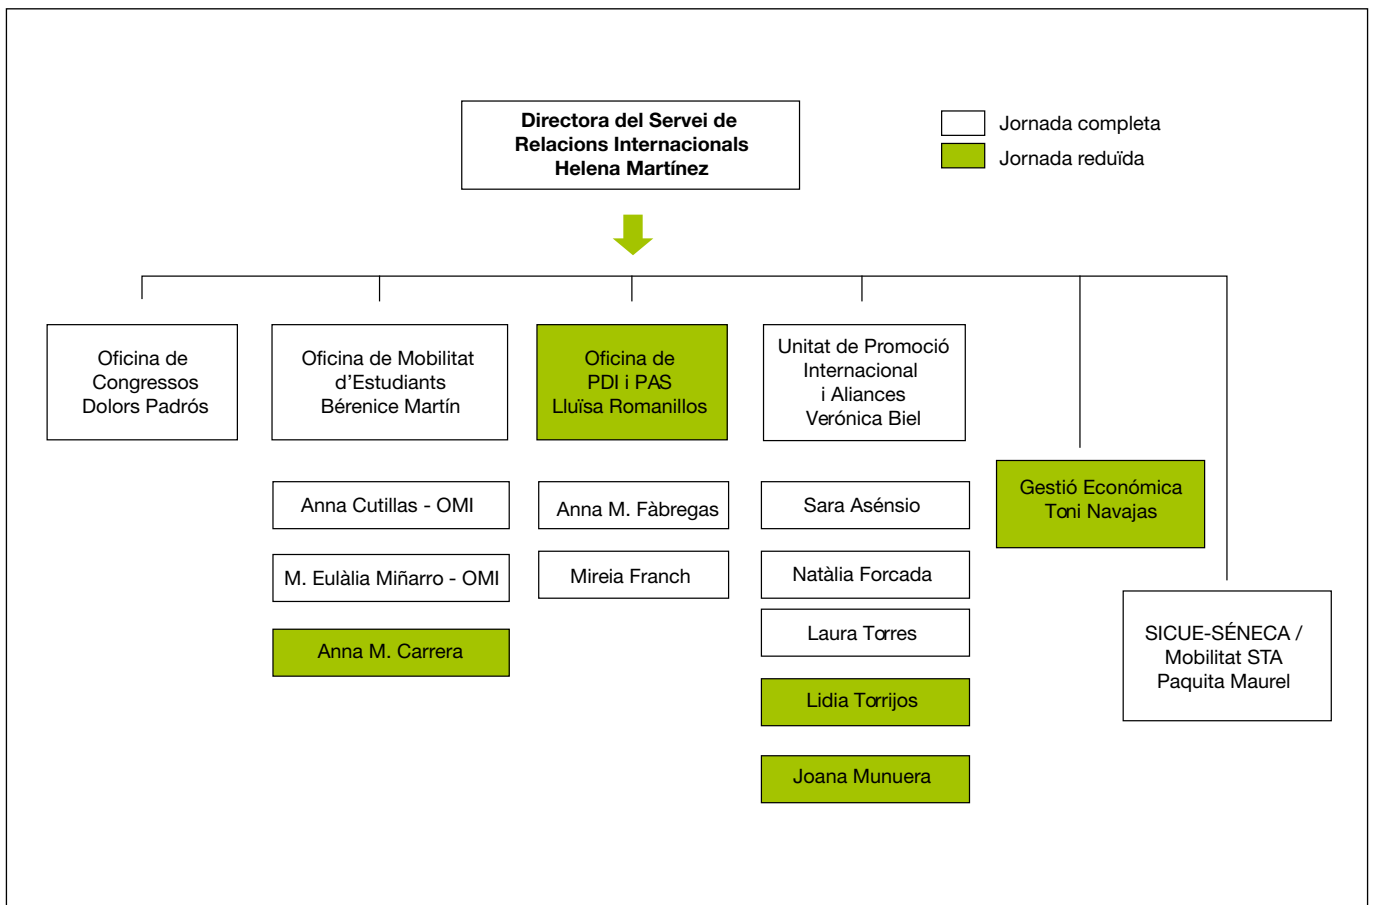 Directora del Servei de
Relacions Internacionals
Helena Martínez
Jornada completa
Jornada reduïda
Oficina de
Congressos
Dolors Padrós
Oficina de Mobilitat
d’Estudiants
Bérenice Martín
Oficina de
PDI i PAS
Lluïsa Romanillos
Unitat de Promoció
Internacional
i Aliances
Verónica Biel
Anna Cutillas - OMI
M. Eulàlia Miñarro - OMI
Anna M. Carrera
Anna M. Fàbregas
Mireia Franch
Sara Asénsio
Natàlia Forcada
Laura Torres
Lidia Torrijos
Joana Munuera
Gestió Económica
Toni Navajas
SICUE-SÉNECA /
Mobilitat STA
Paquita Maurel